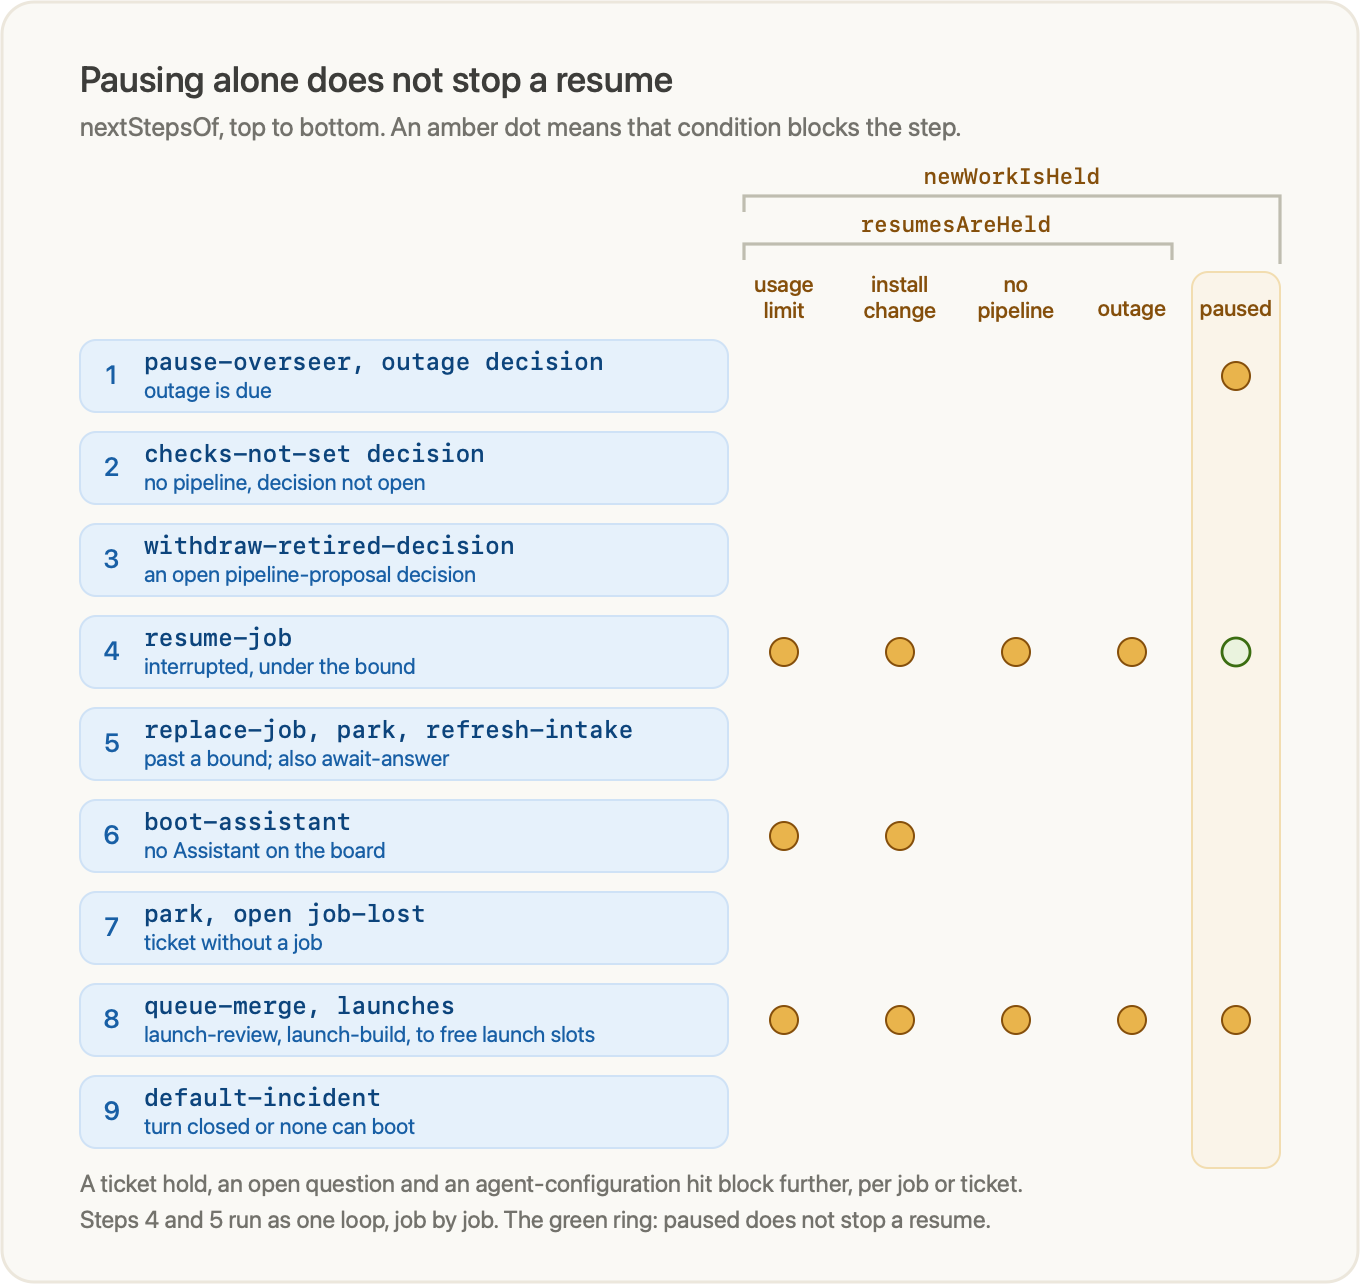 Pausing alone does not stop a resume
nextStepsOf, top to bottom. An amber dot means that condition blocks the step.
newWorkIsHeld
resumesAreHeld
usage
limit
install
change
no
pipeline
outage
paused
1
pause-overseer, outage decision
outage is due
2
checks-not-set decision
no pipeline, decision not open
3
withdraw-retired-decision
an open pipeline-proposal decision
4
resume-job
interrupted, under the bound
5
replace-job, park, refresh-intake
past a bound; also await-answer
6
boot-assistant
no Assistant on the board
7
park, open job-lost
ticket without a job
8
queue-merge, launches
launch-review, launch-build, to free launch slots
9
default-incident
turn closed or none can boot
A ticket hold, an open question and an agent-configuration hit block further, per job or ticket.
Steps 4 and 5 run as one loop, job by job. The green ring: paused does not stop a resume.